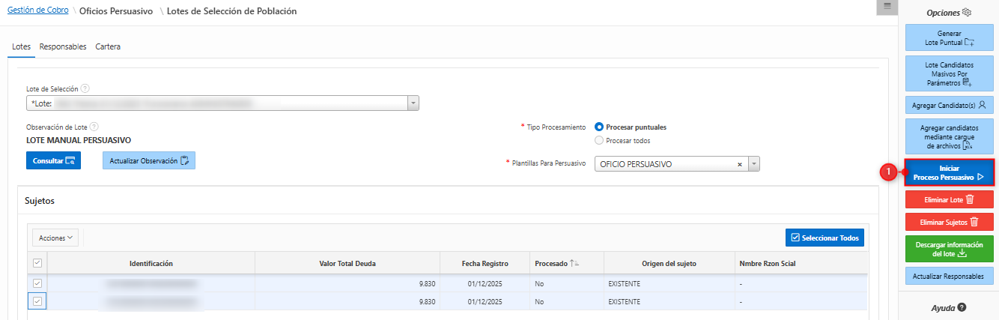 Gestión de Cobro \ Oficios Persuasivo \ Lotes de Selección de Población
Lotes Responsables Cartera
Lote de Selección ?
*Lote:
Observación de Lote ?
LOTE MANUAL PERSUASIVO
Consultar
Actualizar Observación
* Tipo Procesamiento
Procesar puntuales
Procesar todos
* Plantillas Para Persuasivo
OFICIO PERSUASIVO ×
Sujetos
Acciones
Seleccionar Todos
Identificación Valor Total Deuda Fecha Registro Procesado Origen del sujeto Nmbre Rzon Scial
9.830 01/12/2025 No EXISTENTE -
9.830 01/12/2025 No EXISTENTE -
Opciones
Generar
Lote Puntual
Lote Candidatos
Masivos Por
Parámetros
Agregar Candidato(s)
Agregar candidatos
mediante cargue
de archivos
1
Iniciar
Proceso Persuasivo
Eliminar Lote
Eliminar Sujetos
Descargar información
del lote
Actualizar Responsables
Ayuda ?